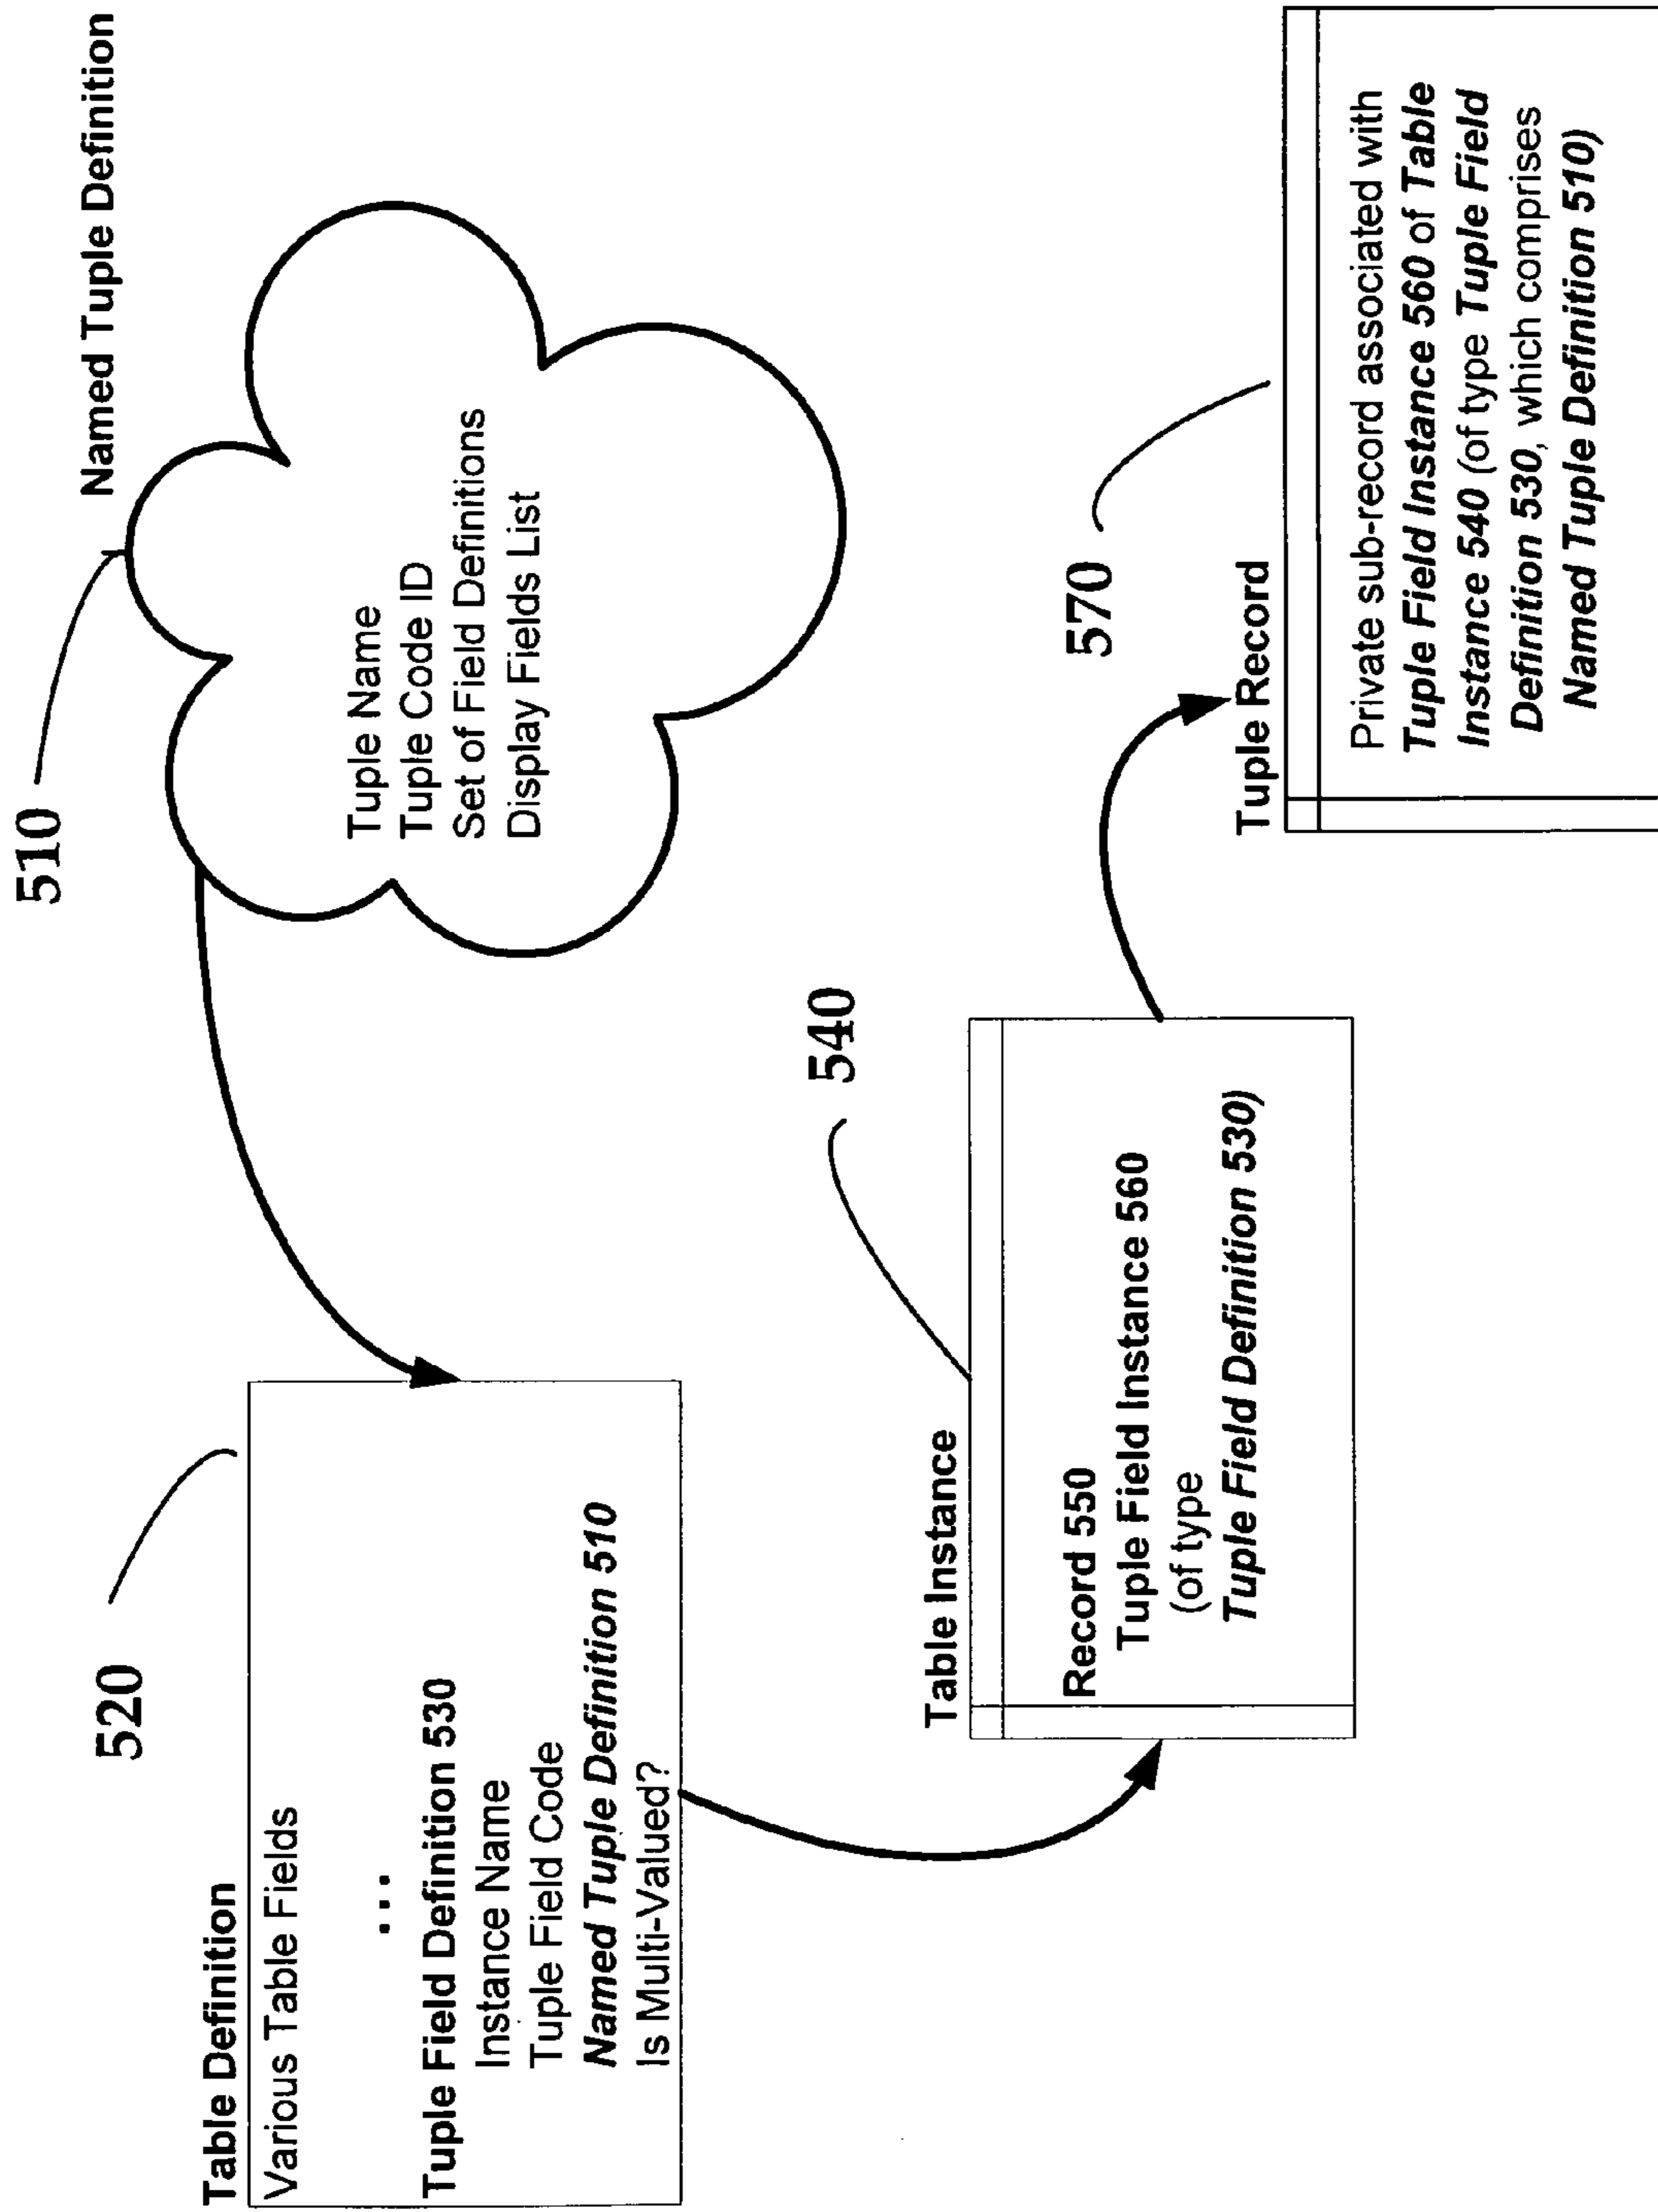 510
Named Tuple Definition
Tuple Name
Tuple Code ID
Set of Field Definitions
Display Fields List
520
Table Definition
Various Table Fields
...
Tuple Field Definition 530
Instance Name
Tuple Field Code
Named Tuple Definition 510
Is Multi-Valued?
540
Table Instance
Record 550
Tuple Field Instance 560
(of type
Tuple Field Definition 530)
570
Tuple Record
Private sub-record associated with
Tuple Field Instance 560 of Table
Instance 540 (of type Tuple Field
Definition 530, which comprises
Named Tuple Definition 510)